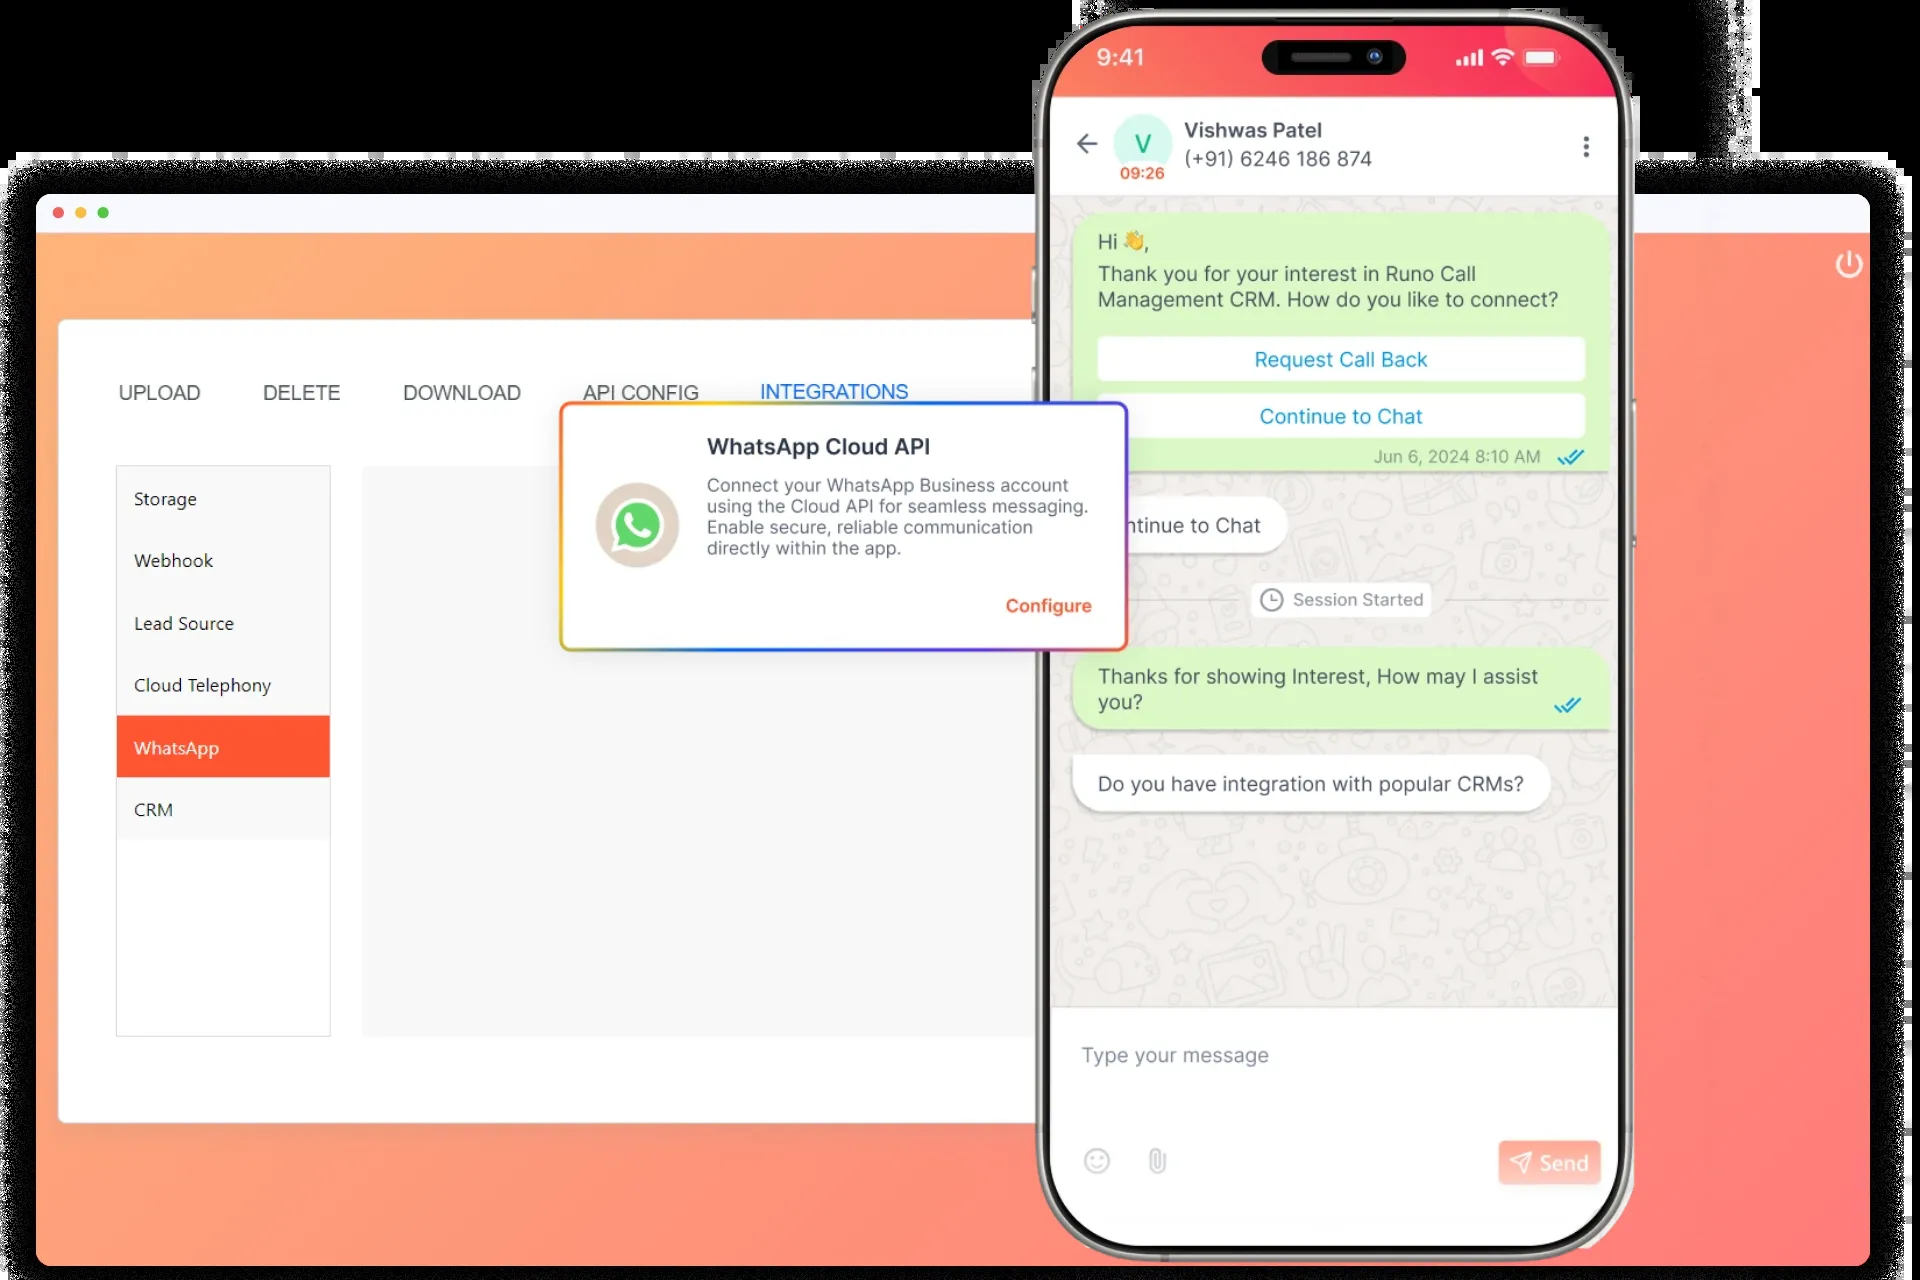 UPLOAD DELETE DOWNLOAD API CONFIG INTEGRATIONS
Storage
Webhook
Lead Source
Cloud Telephony
WhatsApp
CRM
WhatsApp Cloud API
Connect your WhatsApp Business account
using the Cloud API for seamless messaging.
Enable secure, reliable communication
directly within the app.
Configure
9:41
V
09:26
Vishwas Patel
(+91) 6246 186 874
Hi 👋,
Thank you for your interest in Runo Call
Management CRM. How do you like to connect?
Request Call Back
Continue to Chat
Jun 6, 2024 8:10 AM
ntinue to Chat
Session Started
Thanks for showing Interest, How may I assist
you?
Do you have integration with popular CRMs?
Type your message
Send